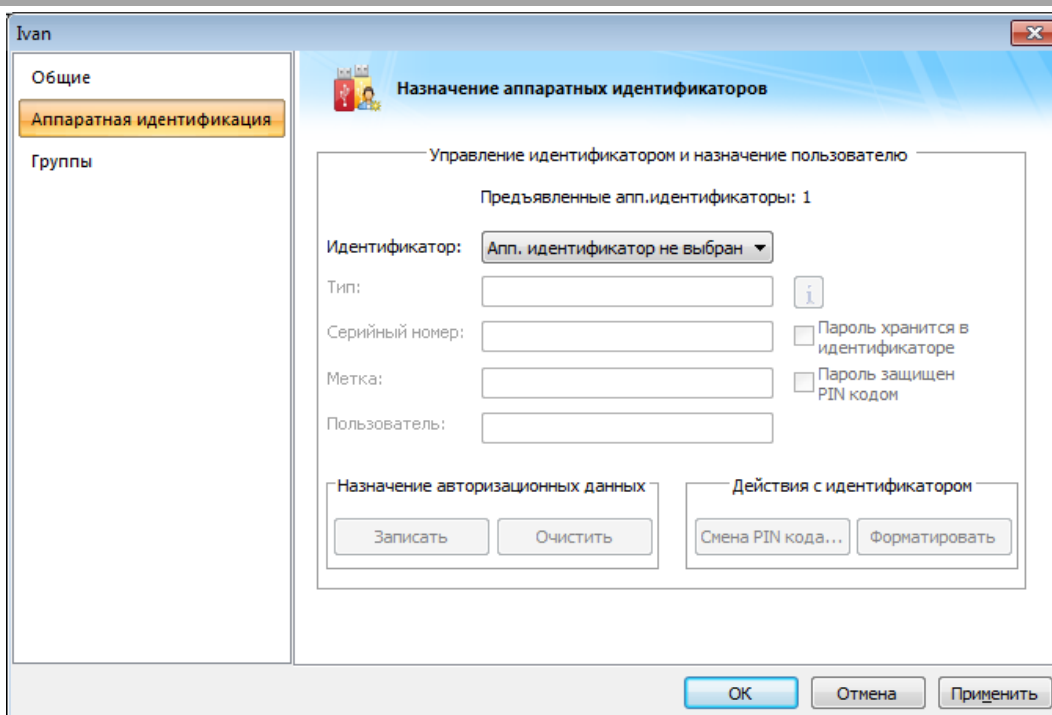 Ivan
Общие
Аппаратная идентификация
Группы
Назначение аппаратных идентификаторов
Управление идентификатором и назначение пользователю
Предъявленные апп.идентификаторы: 1
Идентификатор: Апп. идентификатор не выбран
Тип:
Серийный номер:
Пароль хранится в
идентификаторе
Метка:
Пароль защищен
PIN кодом
Пользователь:
Назначение авторизационных данных
Действия с идентификатором
Записать Очистить Смена PIN кода... Форматировать
OK Отмена Применить